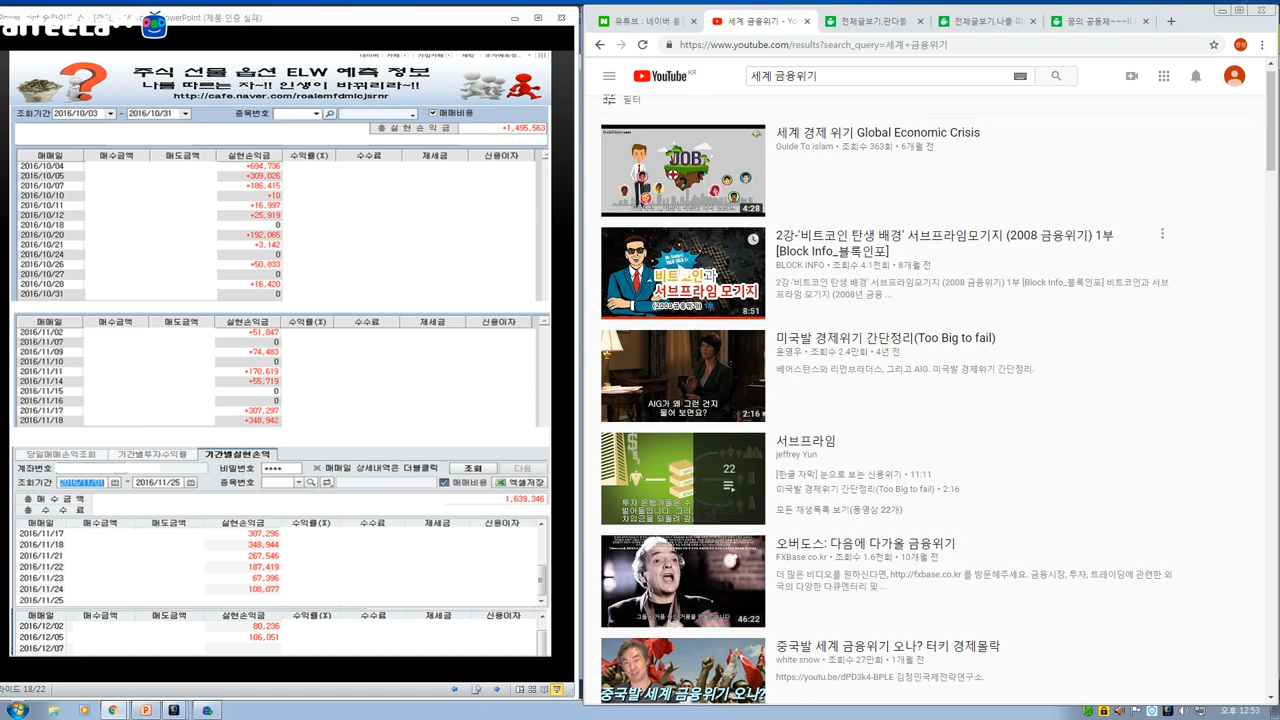 PowerPoint (제품 인증 실패)
afreeca
주식 선물 옵션 ELW 예측 정보
나를 따르는 자~!! 인생이 바뀌리라~!!
http://cafe.naver.com/roalemfdmlcjsrnr
조회기간 2016/10/03 ~ 2016/10/31 종목번호 매매비용
총 실 현 손 익 금 +1,495,563
매매일 매수금액 매도금액 실현손익금 수익률(%) 수수료 제세금 신용이자
2016/10/04 +694,736
2016/10/05 +309,026
2016/10/07 +186,415
2016/10/10 +10
2016/10/11 +16,997
2016/10/12 +25,919
2016/10/18 0
2016/10/20 +192,065
2016/10/21 +3,142
2016/10/24 0
2016/10/26 +50,833
2016/10/27 0
2016/10/28 +16,420
2016/10/31 0
매매일 매수금액 매도금액 실현손익금 수익률(%) 수수료 제세금 신용이자
2016/11/02 +51,847
2016/11/07 0
2016/11/09 +74,483
2016/11/10 0
2016/11/11 +170,619
2016/11/14 +55,719
2016/11/15 0
2016/11/16 0
2016/11/17 +307,297
2016/11/18 +348,942
당일매매손익조회 기간별투자수익률 기간별실현손익
계좌번호 비밀번호 **** ※ 매매일 상세내역은 더블클릭 조회 다음
조회기간 2016/11/01 ~ 2016/11/25 종목번호 매매비용 엑셀저장
총 매 수 금 액 1,639,346
총 수 수 료
매매일 매수금액 매도금액 실현손익금 수익률(%) 수수료 제세금 신용이자
2016/11/17 307,296
2016/11/18 348,944
2016/11/21 267,546
2016/11/22 187,419
2016/11/23 67,396
2016/11/24 108,077
2016/11/25
매매일 매수금액 매도금액 실현손익금 수익률(%) 수수료 제세금 신용이자
2016/12/02 80,236
2016/12/05 106,051
2016/12/07
라이드 18/22
유튜브 : 네이버 통
세계 금융위기 - Yo
전체글보기.판다를
전체글보기.나를 따
꿈의 공동체~~~!
https://www.youtube.com/results?search_query=세계+금융위기
YouTube KR
세계 금융위기
필터
JOB
4:28
세계 경제 위기 Global Economic Crisis
Guide To islam • 조회수 363회 • 6개월 전
비트코인과
서브프라임 모기지
(2008 금융위기) 1부
8:51
2강-'비트코인 탄생 배경' 서브프라임모기지 (2008 금융위기) 1부
[Block Info_블록인포]
BLOCK INFO • 조회수 4.1천회 • 8개월 전
2강-'비트코인 탄생 배경' 서브프라임모기지 (2008 금융위기) 1부 [Block Info_블록인포] 비트코인과 서브
프라임 모기지 (2008년 금융 ...
AIG가 왜 그런 건지
물어 보면요?
2:16
미국발 경제위기 간단정리(Too Big to fail)
윤영우 • 조회수 2.4만회 • 4년 전
베어스턴스와 리먼브라더스, 그리고 AIG. 미국발 경제위기 간단정리.
22
서브프라임
jeffrey Yun
[한글 자막] 눈으로 보는 신용위기 • 11:11
미국발 경제위기 간단정리(Too Big to fail) • 2:16
모든 재생목록 보기(동영상 22개)
46:22
오버도스: 다음에 다가올 금융위기
FXBase.co.kr • 조회수 1.6천회 • 10개월 전
더 많은 비디오를 원하신다면, http://fxbase.co.kr 를 방문해주세요. 금융시장, 투자, 트레이딩에 관련한 외
국의 다양한 다큐멘터리 및 ...
중국발 세계 금융위기 오나?
중국발 세계 금융위기 오나? 터키 경제몰락
white snow • 조회수 27만회 • 1개월 전
https://youtu.be/dPD3k4-BPLE 김정민국제전략연구소.
오후 12:53